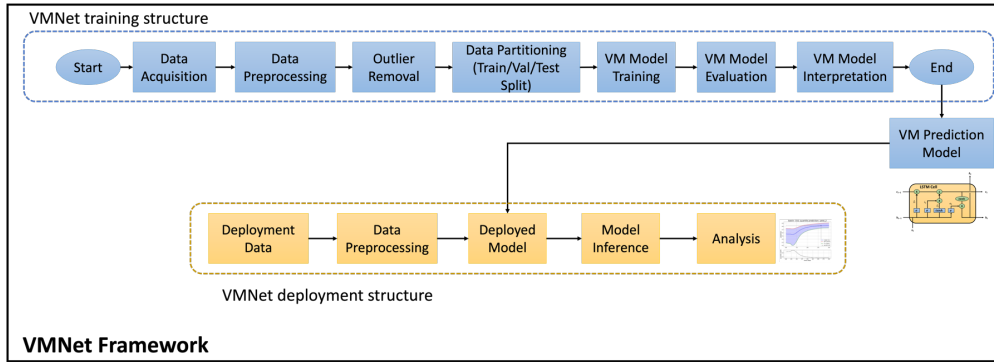 VMNet training structure
Start
Data
Acquisition
Data
Preprocessing
Outlier
Removal
Data Partitioning
(Train/Val/Test
Split)
VM Model
Training
VM Model
Evaluation
VM Model
Interpretation
End
VM Prediction
Model
LSTM Cell
Deployment
Data
Data
Preprocessing
Deployed
Model
Model
Inference
Analysis
VMNet deployment structure
VMNet Framework